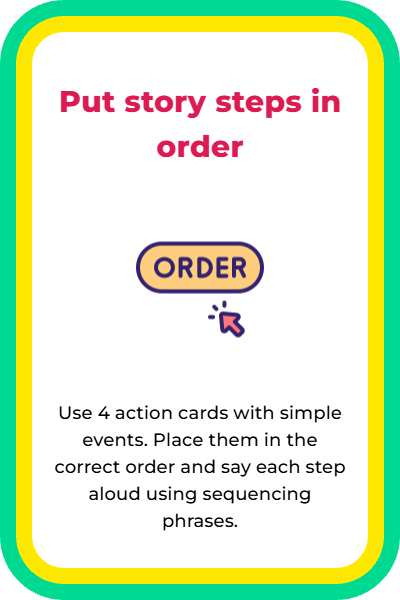 Put story steps in
order
ORDER
Use 4 action cards with simple
events. Place them in the
correct order and say each step
aloud using sequencing
phrases.